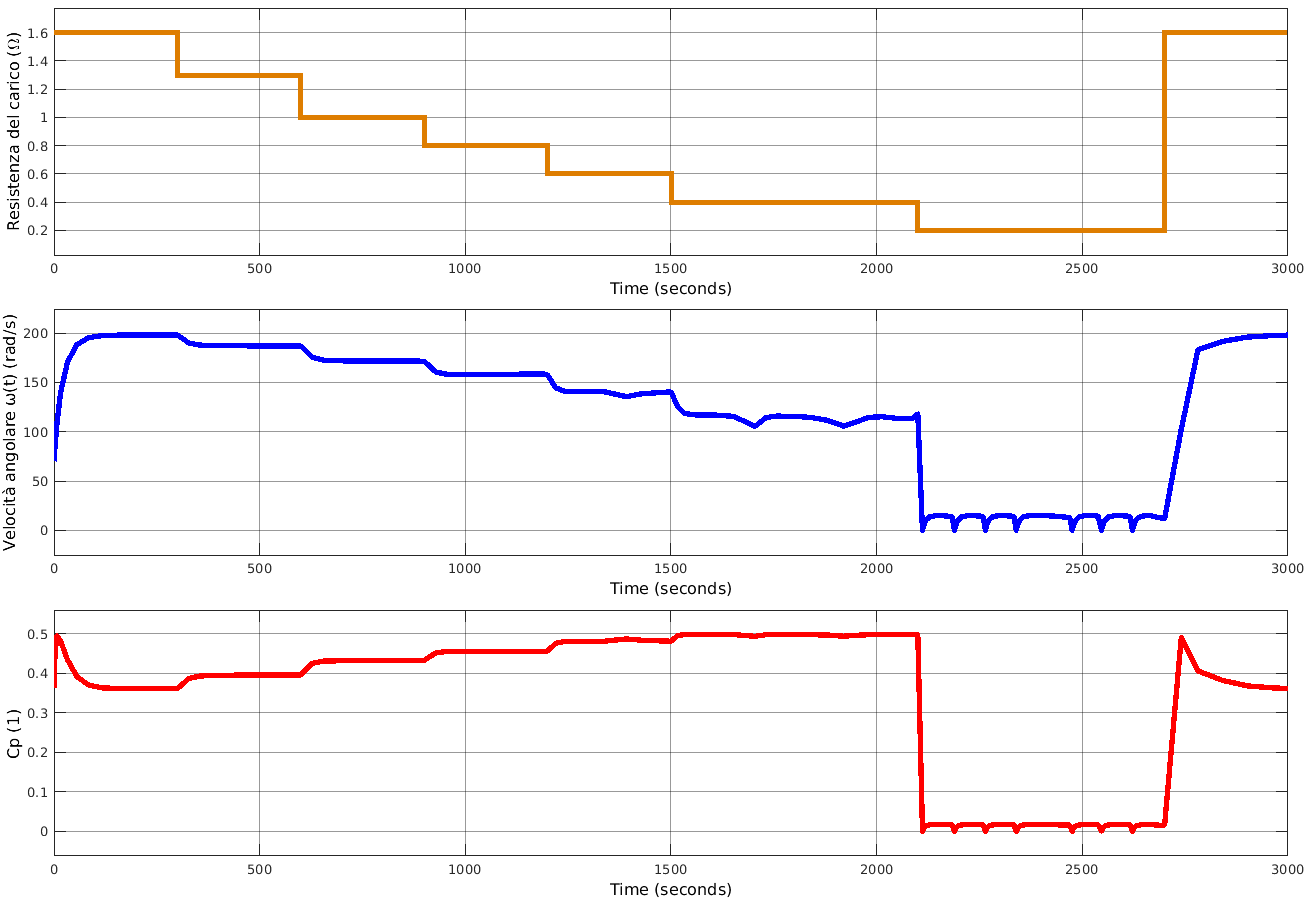 Resistenza del carico (Ω)
1.6
1.4
1.2
1
0.8
0.6
0.4
0.2
0 500 1000 1500 2000 2500 3000
Time (seconds)
Velocità angolare ω(t) (rad/s)
200
150
100
50
0
0 500 1000 1500 2000 2500 3000
Time (seconds)
Cp (1)
0.5
0.4
0.3
0.2
0.1
0
0 500 1000 1500 2000 2500 3000
Time (seconds)